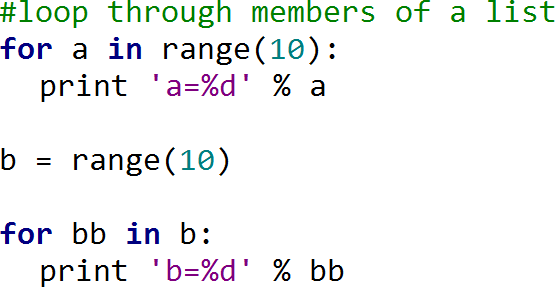 #loop through members of a list
for a in range(10):
  print 'a=%d' % a

b = range(10)

for bb in b:
  print 'b=%d' % bb